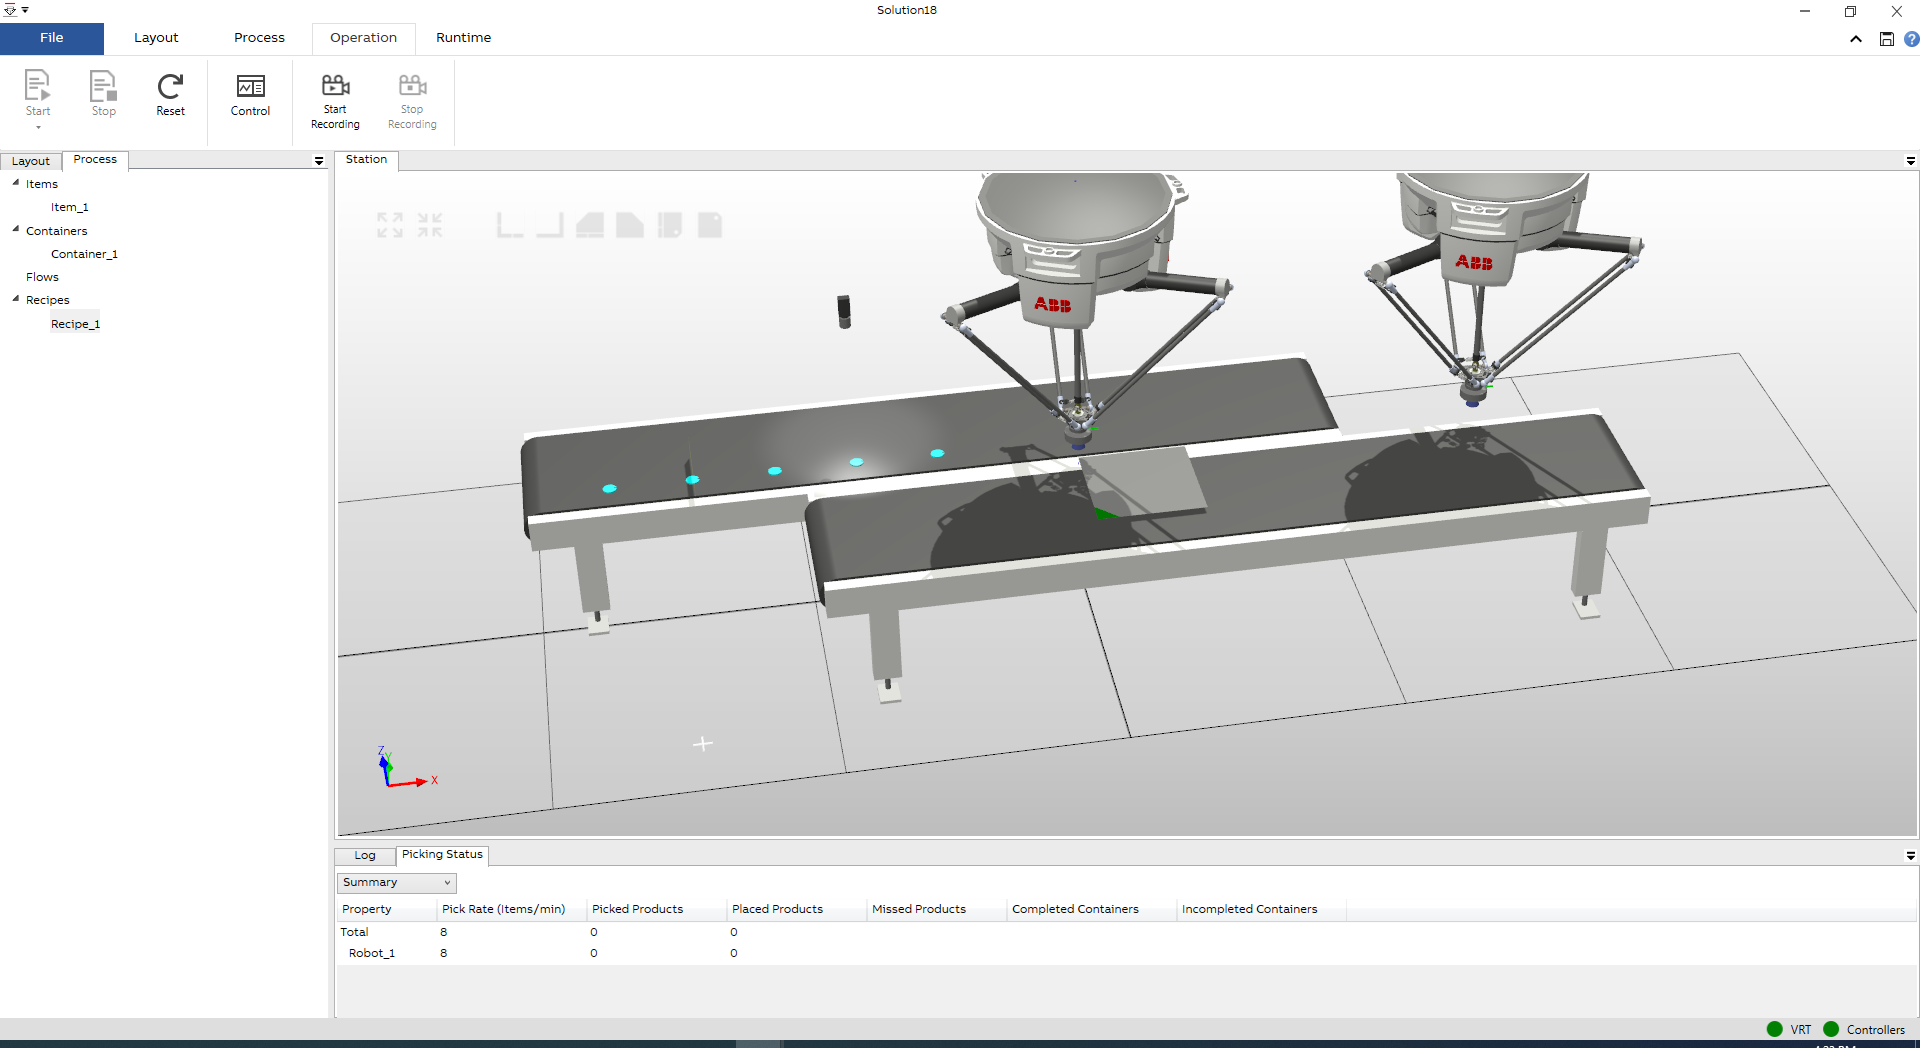 Solution18
File
Layout
Process
Operation
Runtime
Start
Stop
Reset
Control
Start Recording
Stop Recording
Layout
Process
Items
Item_1
Containers
Container_1
Flows
Recipes
Recipe_1
Station
ABB
ABB
Z
Y
X
Log
Picking Status
Summary
Property Pick Rate (Items/min) Picked Products Placed Products Missed Products Completed Containers Incompleted Containers
Total 8 0 0
Robot_1 8 0 0
VRT
Controllers